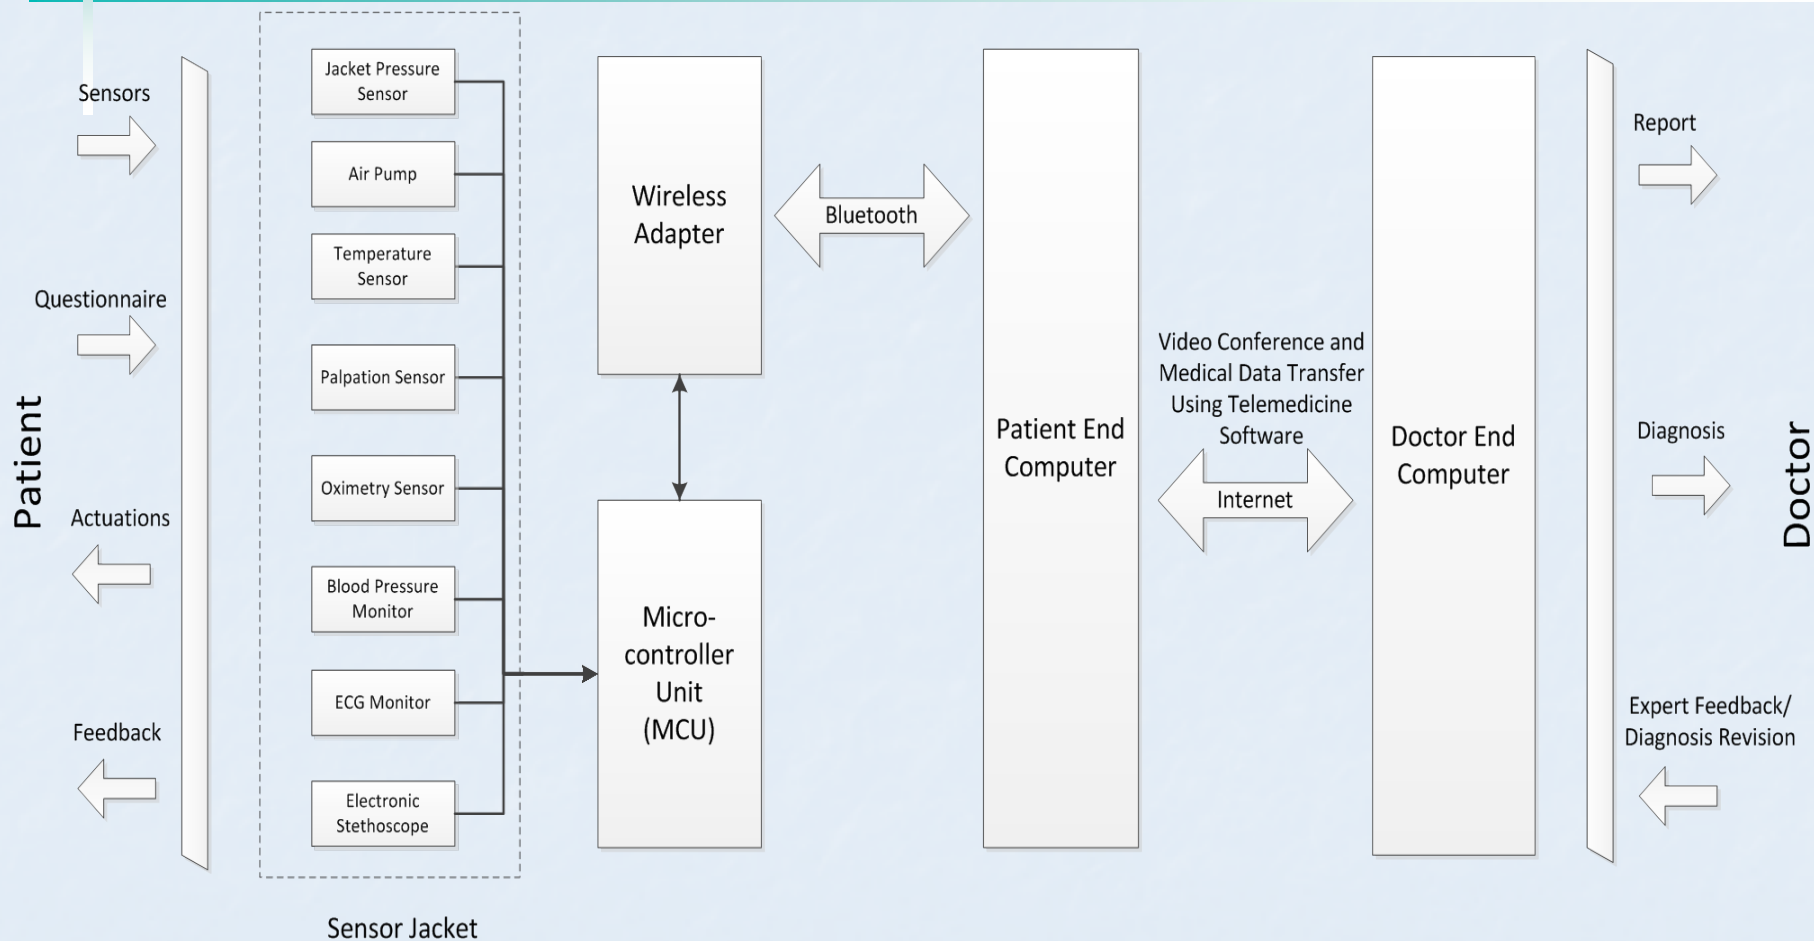 Patient
Sensors
Questionnaire
Actuations
Feedback
Jacket Pressure
Sensor
Air Pump
Temperature
Sensor
Palpation Sensor
Oximetry Sensor
Blood Pressure
Monitor
ECG Monitor
Electronic
Stethoscope
Sensor Jacket
Wireless
Adapter
Micro-
controller
Unit
(MCU)
Bluetooth
Patient End
Computer
Video Conference and
Medical Data Transfer
Using Telemedicine
Software
Internet
Doctor End
Computer
Report
Diagnosis
Expert Feedback/
Diagnosis Revision
Doctor